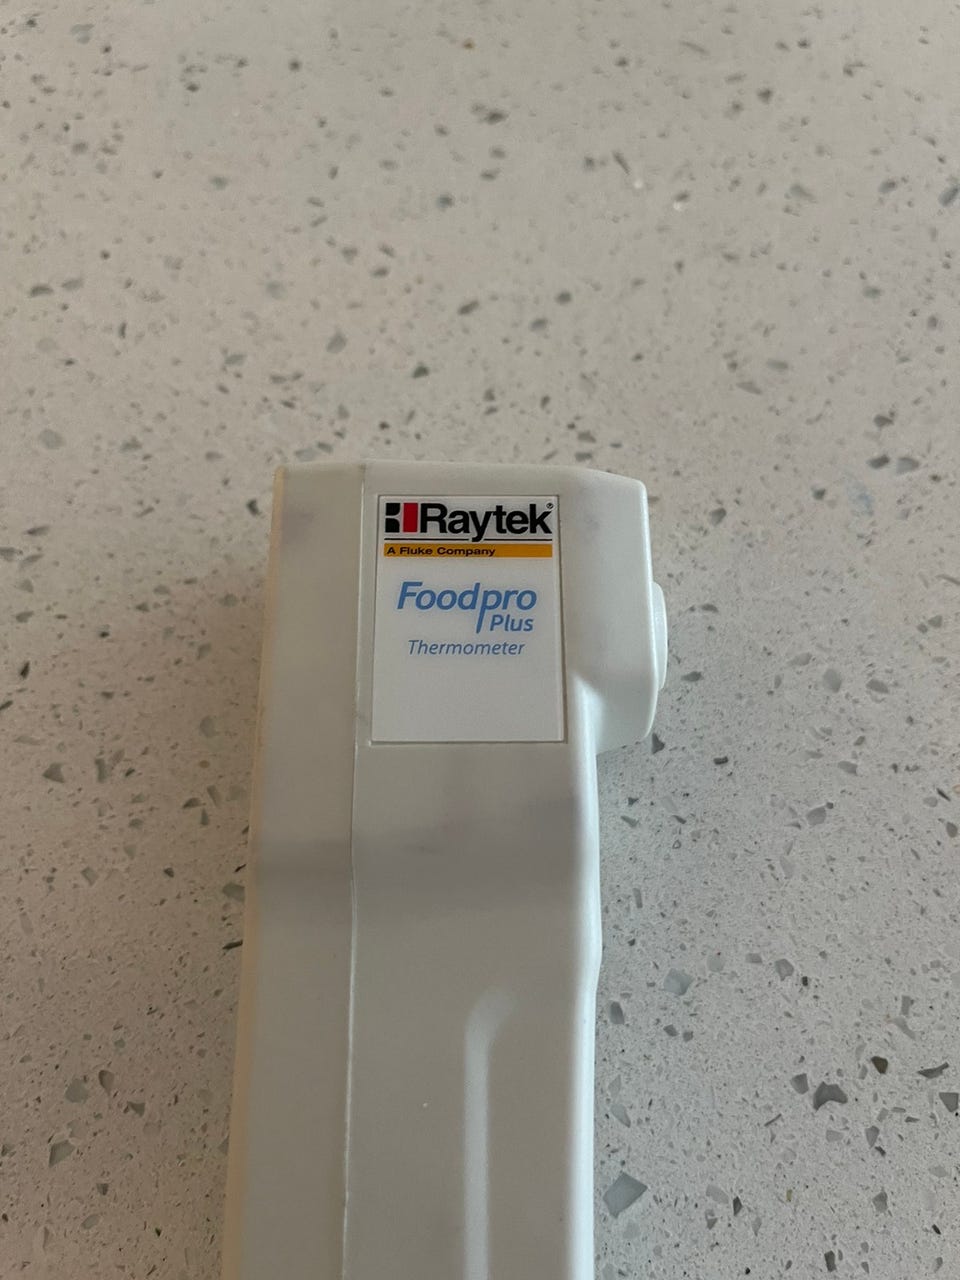 Raytek®
A Fluke Company
Foodpro
Plus
Thermometer